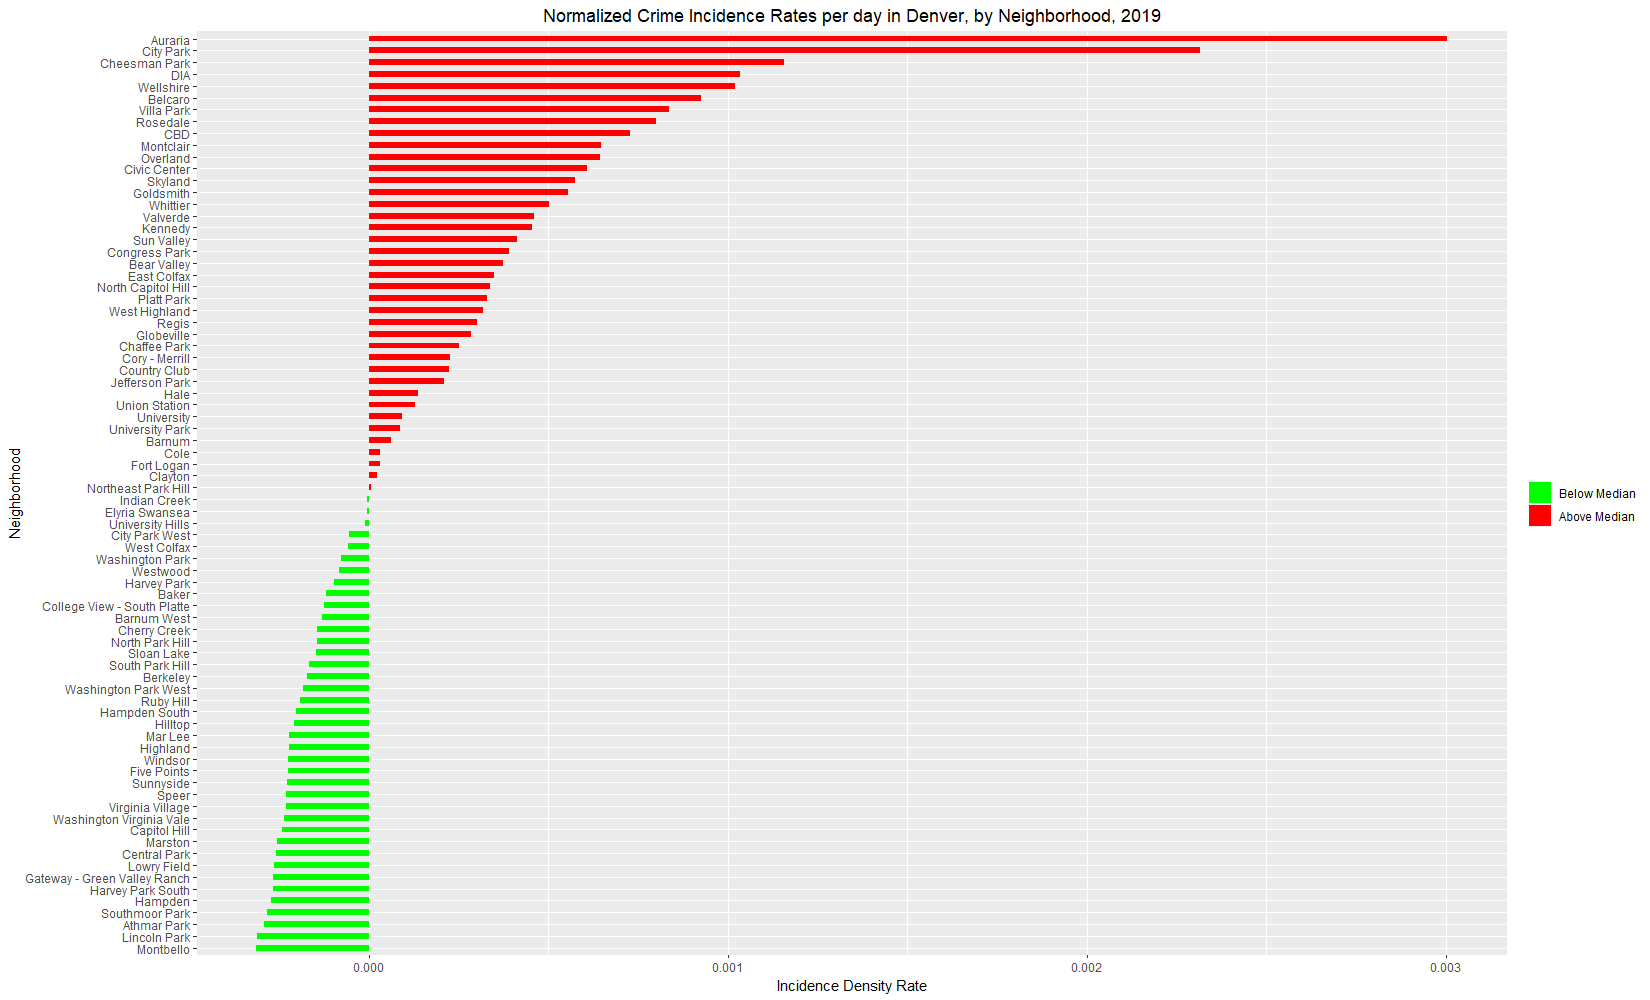 Normalized Crime Incidence Rates per day in Denver, by Neighborhood, 2019
Neighborhood
Auraria
City Park
Cheesman Park
DIA
Wellshire
Belcaro
Villa Park
Rosedale
CBD
Montclair
Overland
Civic Center
Skyland
Goldsmith
Whittier
Valverde
Kennedy
Sun Valley
Congress Park
Bear Valley
East Colfax
North Capitol Hill
Platt Park
West Highland
Regis
Globeville
Chaffee Park
Cory - Merrill
Country Club
Jefferson Park
Hale
Union Station
University
University Park
Barnum
Cole
Fort Logan
Clayton
Northeast Park Hill
Indian Creek
Elyria Swansea
University Hills
City Park West
West Colfax
Washington Park
Westwood
Harvey Park
Baker
College View - South Platte
Barnum West
Cherry Creek
North Park Hill
Sloan Lake
South Park Hill
Berkeley
Washington Park West
Ruby Hill
Hampden South
Hilltop
Mar Lee
Highland
Windsor
Five Points
Sunnyside
Speer
Virginia Village
Washington Virginia Vale
Capitol Hill
Marston
Central Park
Lowry Field
Gateway - Green Valley Ranch
Harvey Park South
Hampden
Southmoor Park
Athmar Park
Lincoln Park
Montbello
0.000 0.001 0.002 0.003
Incidence Density Rate
Below Median
Above Median